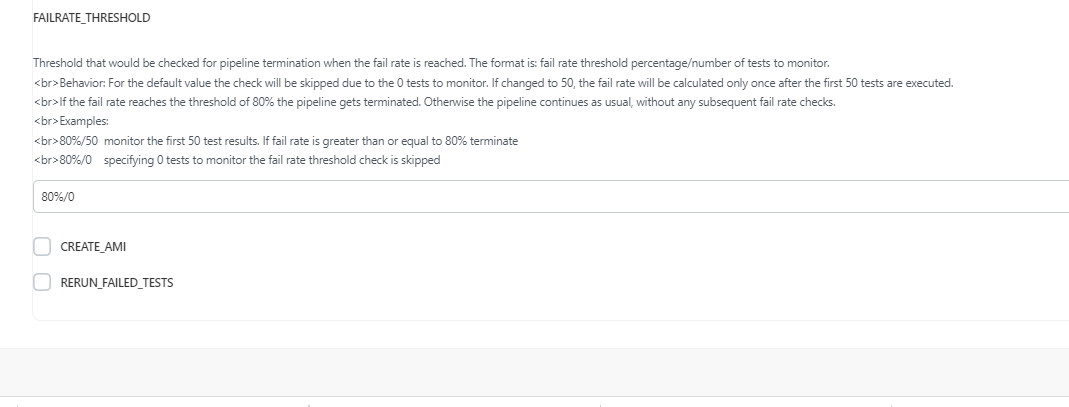 FAILRATE_THRESHOLD
Threshold that would be checked for pipeline termination when the fail rate is reached. The format is: fail rate threshold percentage/number of tests to monitor.
<br>Behavior: For the default value the check will be skipped due to the 0 tests to monitor. If changed to 50, the fail rate will be calculated only once after the first 50 tests are executed.
<br>If the fail rate reaches the threshold of 80% the pipeline gets terminated. Otherwise the pipeline continues as usual, without any subsequent fail rate checks.
<br>Examples:
<br>80%/50 monitor the first 50 test results. If fail rate is greater than or equal to 80% terminate
<br>80%/0 specifying 0 tests to monitor the fail rate threshold check is skipped
80%/0
CREATE_AMI
RERUN_FAILED_TESTS